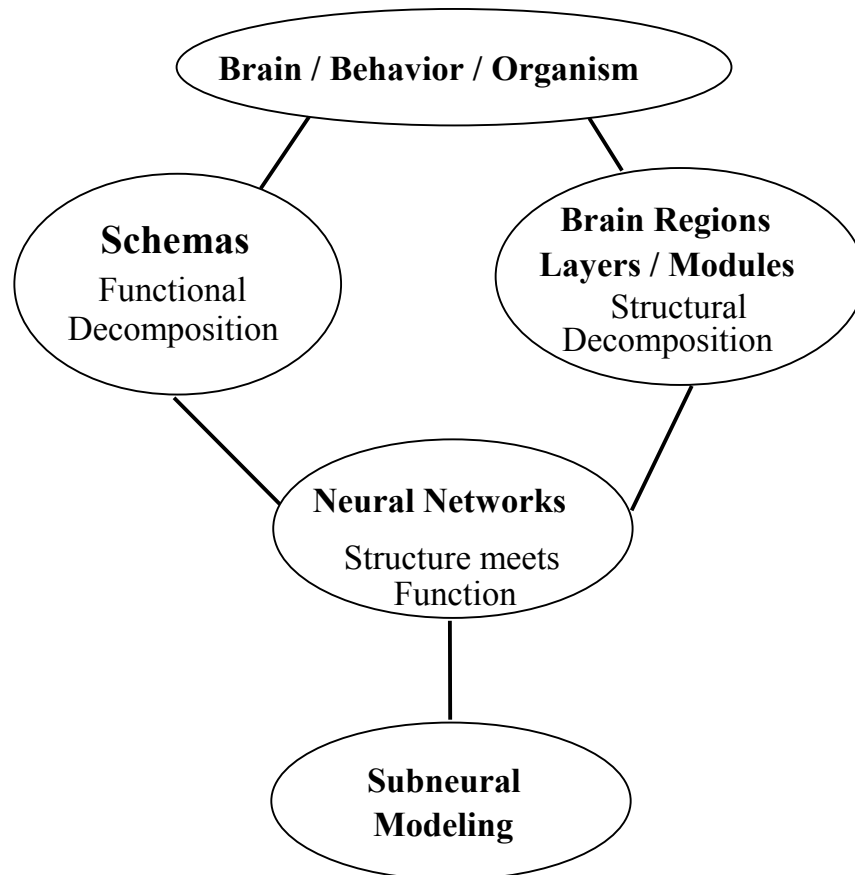 Brain / Behavior / Organism
Schemas
Functional
Decomposition
Brain Regions
Layers / Modules
Structural
Decomposition
Neural Networks
Structure meets
Function
Subneural
Modeling